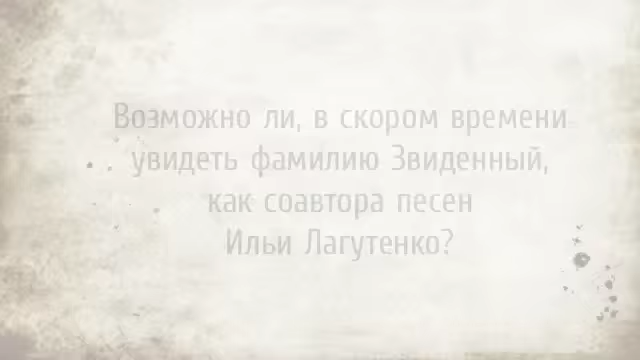 Возможно ли, в скором времени
увидеть фамилию Звиденный,
как соавтора песен
Ильи Лагутенко?